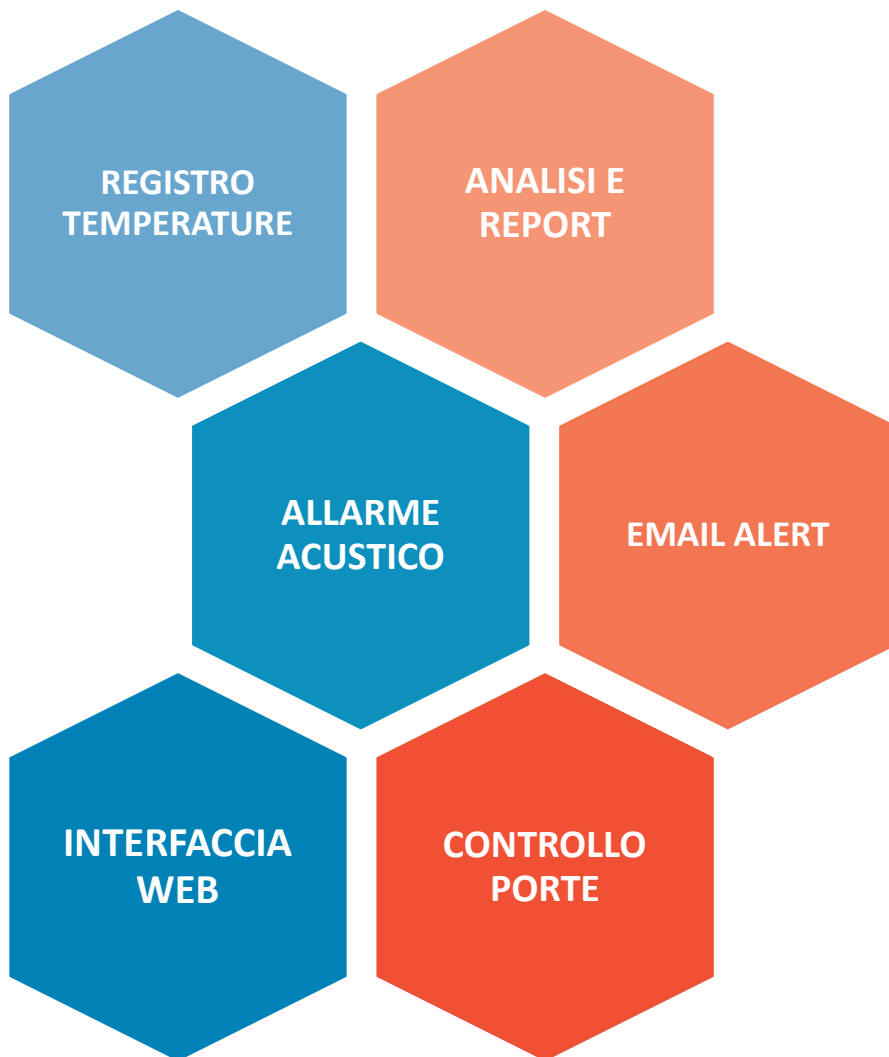 REGISTRO
TEMPERATURE
ANALISI E
REPORT
ALLARME
ACUSTICO
EMAIL ALERT
INTERFACCIA
WEB
CONTROLLO
PORTE